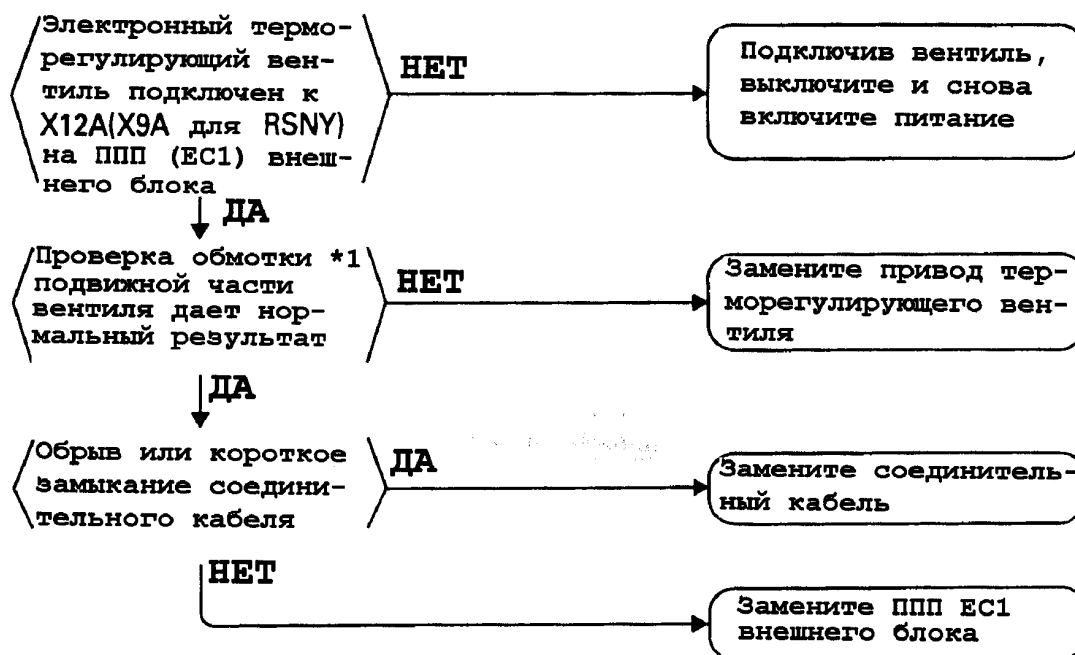 Электронный термо-
регулирующий вен-
тиль подключен к
X12A(X9A для RSNY)
на ППП (EC1) внеш-
него блока
НЕТ
Подключив вентиль,
выключите и снова
включите питание
ДА
Проверка обмотки *1
подвижной части
вентиля дает нор-
мальный результат
НЕТ
Замените привод тер-
морегулирующего вен-
тиля
ДА
Обрыв или короткое
замыкание соедини-
тельного кабеля
ДА
Замените соединитель-
ный кабель
НЕТ
Замените ППП EC1
внешнего блока